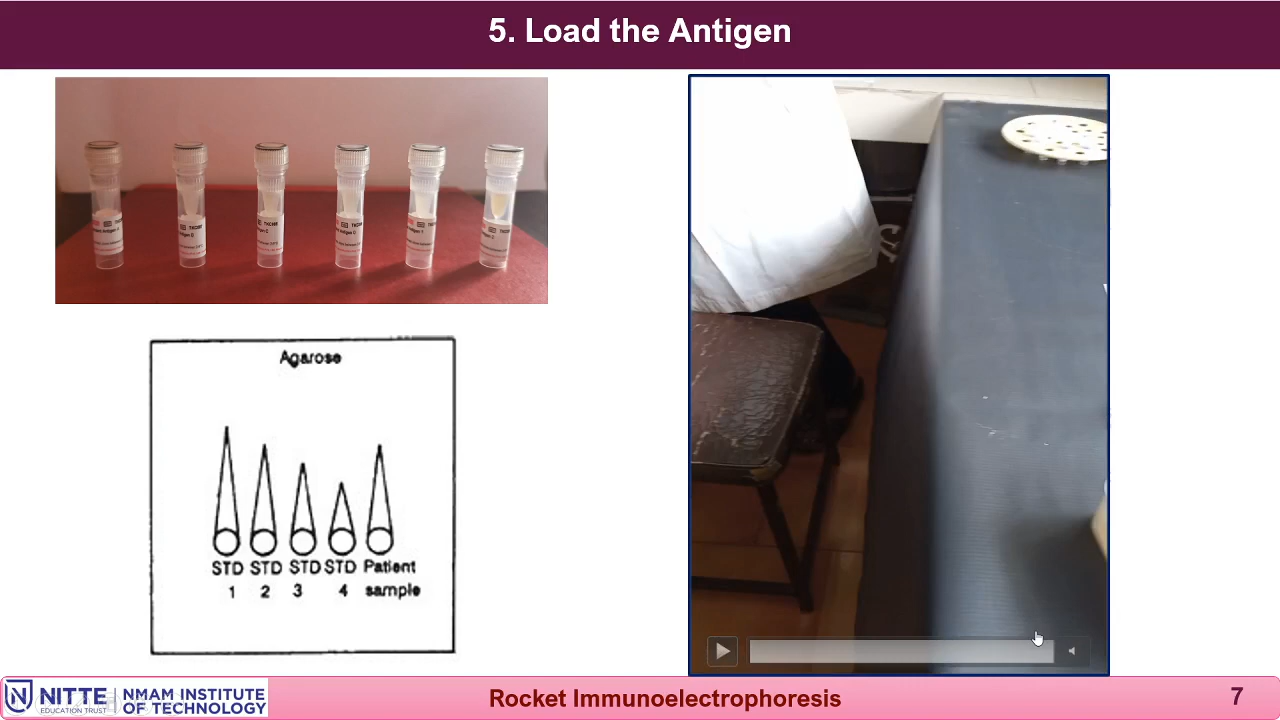 5. Load the Antigen
Agarose
STD STD STD STD Patient
1 2 3 4 sample
NITTE
EDUCATION TRUST
NMAM INSTITUTE
OF TECHNOLOGY
Rocket Immunoelectrophoresis
7